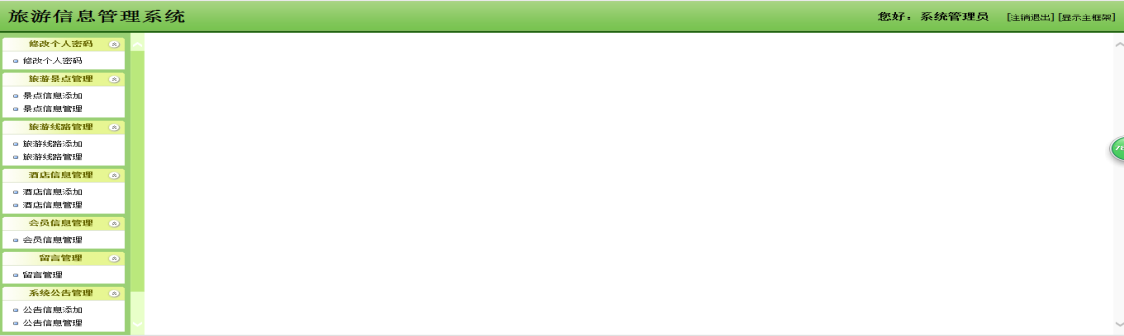 旅游信息管理系统
您好：系统管理员 [注销退出] [显示主框架]
修改个人密码
修改个人密码
旅游景点管理
景点信息添加
景点信息管理
旅游线路管理
旅游线路添加
旅游线路管理
酒店信息管理
酒店信息添加
酒店信息管理
会员信息管理
会员信息管理
留言管理
留言管理
系统公告管理
公告信息添加
公告信息管理